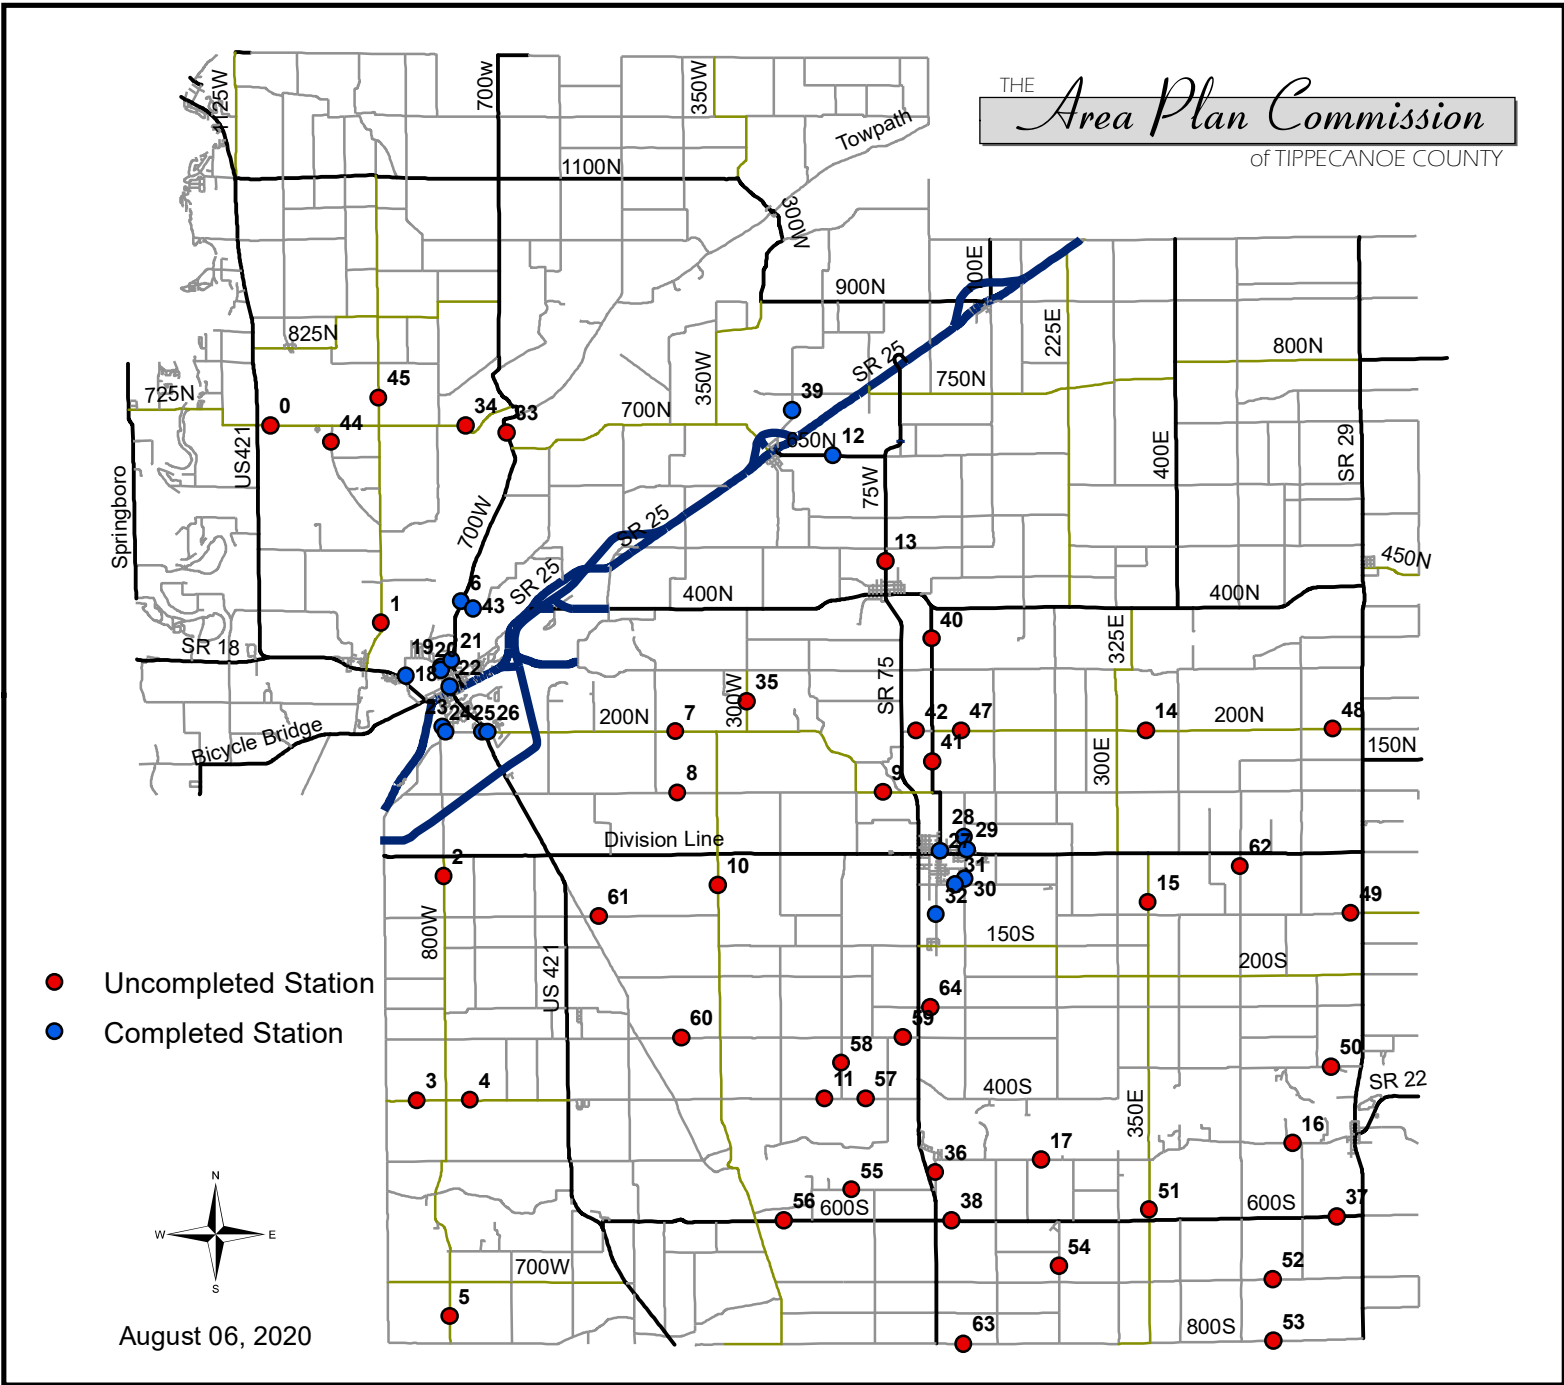 THE
Area Plan Commission
of TIPPECANOE COUNTY
1125W
700w
350W
Towpath
1100N
300W
100E
900N
825N
225E
SR 25
800N
45
725N
0
44
34
33
350W
700N
39
750N
650N
12
US421
400E
SR 29
Springboro
700W
75W
SR 25
13
450N
SR 25
6
43
400N
400N
1
40
325E
SR 18
19
20
21
22
18
SR 75
35
300W
23
24
25
26
200N
7
42
47
14
200N
48
Bicycle Bridge
41
300E
150N
8
9
28
29
27
Division Line
2
10
62
31
30
32
15
49
61
800W
150S
US 421
200S
Uncompleted Station
64
Completed Station
60
59
58
50
3
4
11
57
400S
SR 22
350E
16
17
36
55
56
600S
38
51
600S
37
N
W
E
S
54
700W
52
5
63
800S
53
August 06, 2020